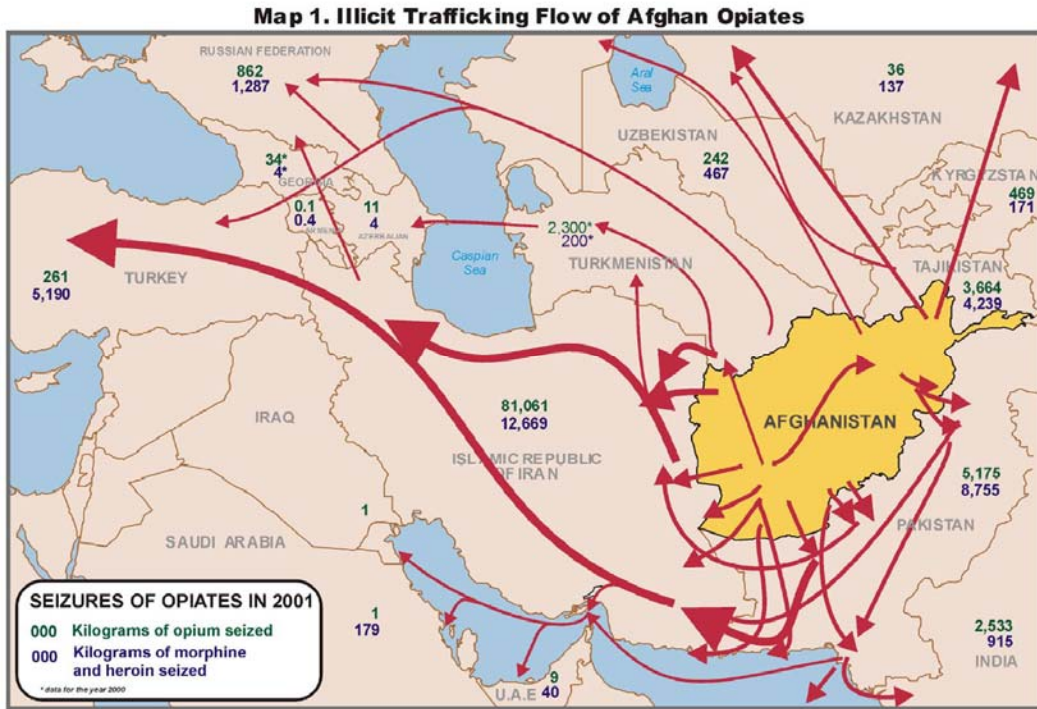 Map 1. Illicit Trafficking Flow of Afghan Opiates
RUSSIAN FEDERATION
862
1,287
Aral
Sea
36
137
KAZAKHSTAN
UZBEKISTAN
242
467
KYRGYZSTAN
469
171
34*
4*
GEORGIA
0.1
0.4
ARMENIA
11
4
AZERBAIJAN
2,300*
200*
TURKMENISTAN
Caspian
Sea
TAJIKISTAN
3,664
4,239
261
5,190
TURKEY
IRAQ
81,061
12,669
ISLAMIC REPUBLIC
OF IRAN
AFGHANISTAN
5,175
8,755
PAKISTAN
1
SAUDI ARABIA
1
179
9
40
U.A.E
2,533
915
INDIA
SEIZURES OF OPIATES IN 2001
000 Kilograms of opium seized
000 Kilograms of morphine
and heroin seized
* data for the year 2000